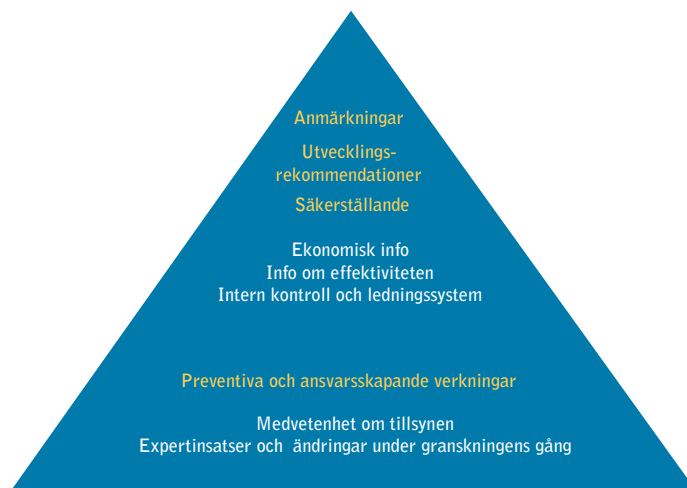 Anmärkningar
Utvecklings-
rekommendationer
Säkerställande
Ekonomisk info
Info om effektiviteten
Intern kontroll och ledningssystem
Preventiva och ansvarsskapande verkningar
Medvetenhet om tillsynen
Expertinsatser och ändringar under granskningens gång